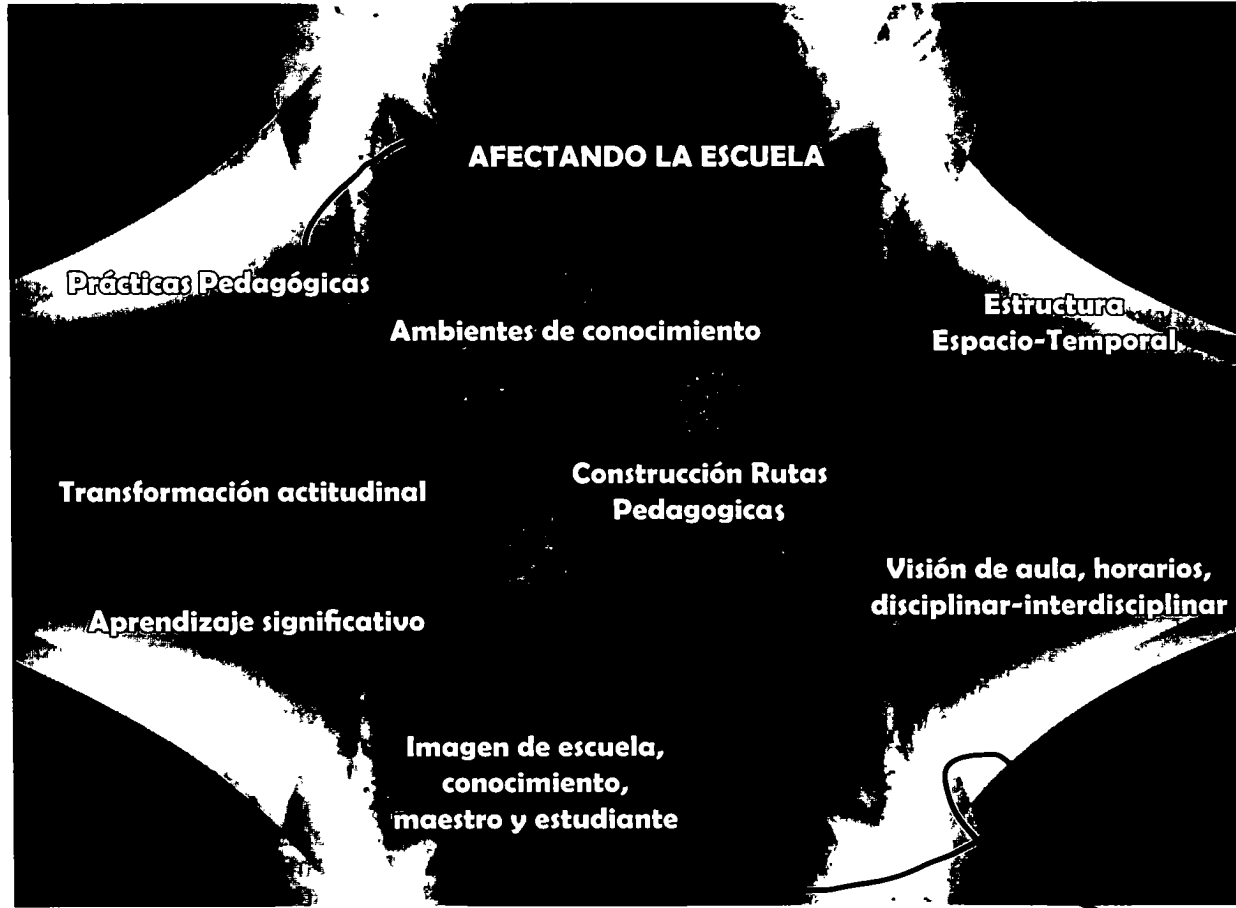 AFECTANDO LA ESCUELA
Prácticas Pedagógicas
Ambientes de conocimiento
Estructura
Espacio-Temporal
Transformación actitudinal
Construcción Rutas
Pedagogicas
Visión de aula, horarios,
disciplinar-interdisciplinar
Aprendizaje significativo
Imagen de escuela,
conocimiento,
maestro y estudiante